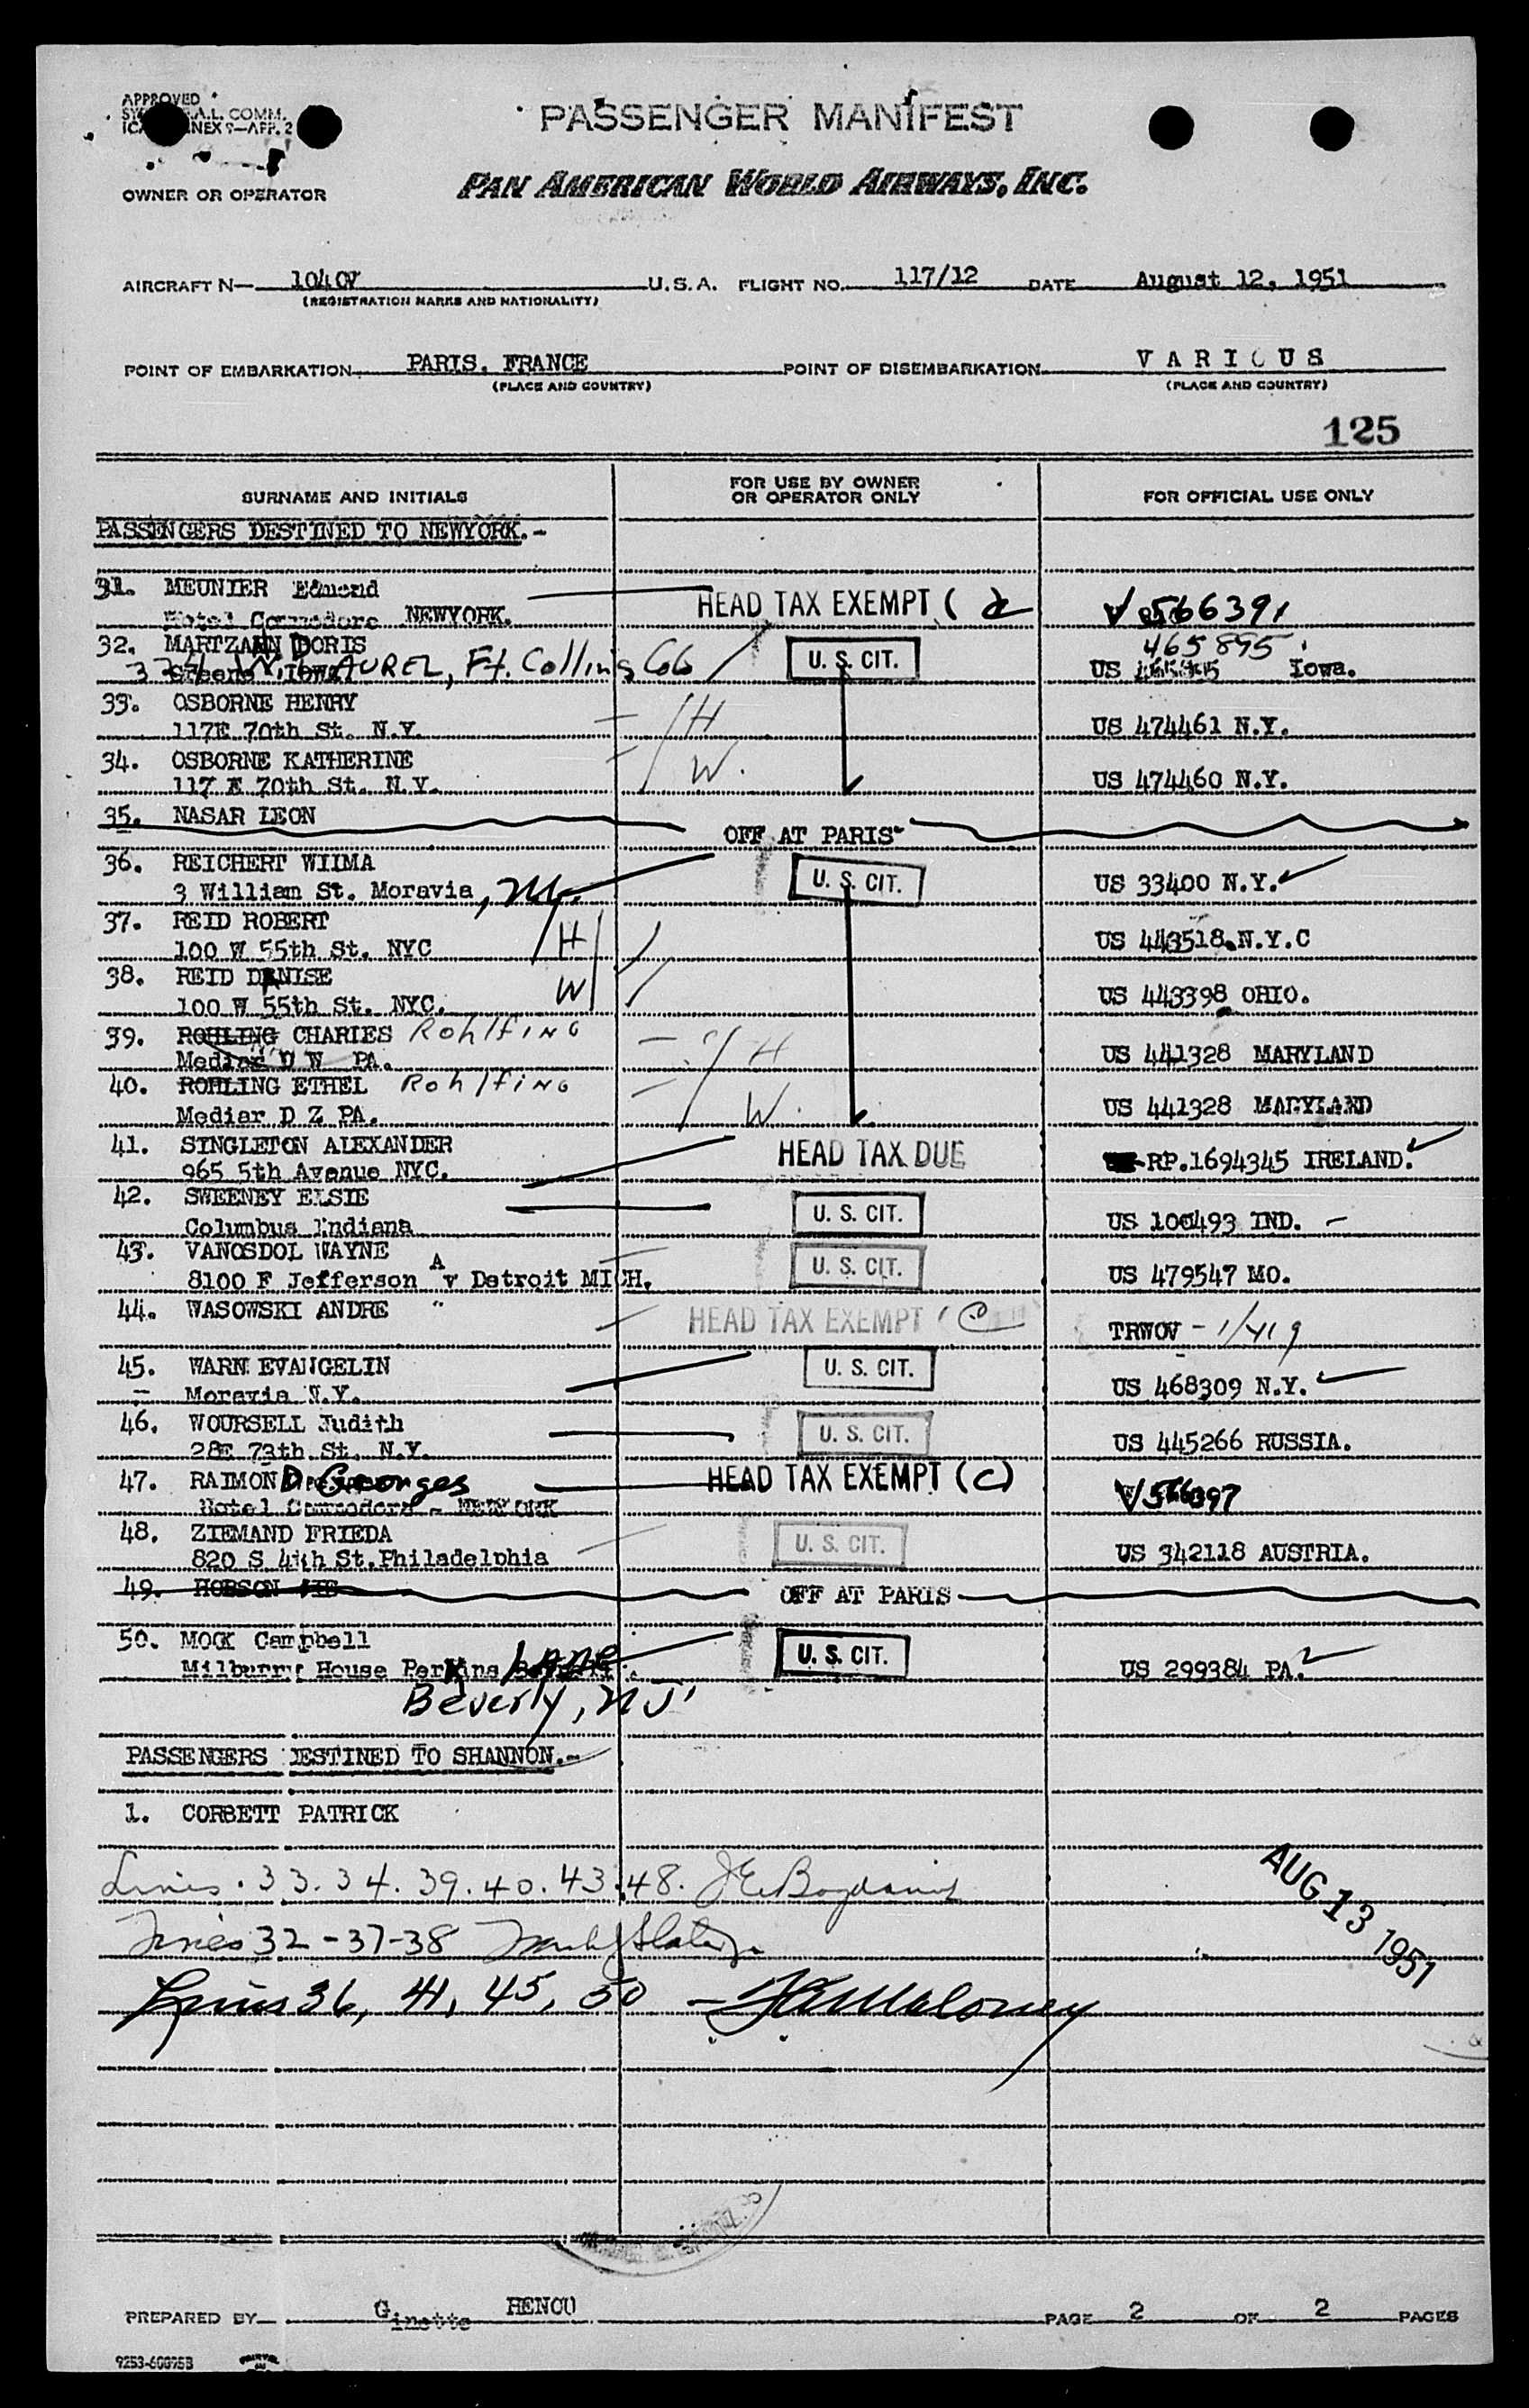 APPROVED
A.L. COMM.
NEX 9—APP. 2
PASSENGER MANIFEST
OWNER OR OPERATOR
PAN AMERICAN WORLD AIRWAYS, INC.
AIRCRAFT N— 1040V U.S.A. FLIGHT NO. 117/12 DATE August 12, 1951
(REGISTRATION MARKS AND NATIONALITY)
POINT OF EMBARKATION PARIS. FRANCE POINT OF DISEMBARKATION VARIOUS
(PLACE AND COUNTRY) (PLACE AND COUNTRY)
125
SURNAME AND INITIALS FOR USE BY OWNER OR OPERATOR ONLY FOR OFFICIAL USE ONLY
PASSENGERS DESTINED TO NEWYORK.-
31. MEUNIER Edmond HEAD TAX EXEMPT ( V 566391
Hotel Commodore NEWYORK.
32. MARTZAHN DORIS U. S. CIT. 465895
W. LAUREL, Ft. Collins Colo US Iowa.
33. OSBORNE HENRY H
117E 70th St. N.Y. US 474461 N.Y.
34. OSBORNE KATHERINE W.
117 E 70th St. N.Y. US 474460 N.Y.
35. NASAR LEON OFF AT PARIS
36. REICHERT WILMA U. S. CIT.
3 William St. Moravia, NY. US 33400 N.Y.
37. REID ROBERT H
100 W 55th St. NYC US 443518.N.Y.C
38. REID DENISE W
100 W 55th St. NYC. US 443398 OHIO.
39. ROHLING CHARLES Rohlfing H
PA. US 441328 MARYLAND
40. ROHLING ETHEL Rohlfing W.
Mediar D Z PA. US 441328 MARYLAND
41. SINGLETON ALEXANDER HEAD TAX DUE
965 5th Avenue NYC. RP.1694345 IRELAND.
42. SWEENEY ELSIE U. S. CIT.
Columbus Indiana US 100493 IND.
43. VANOSDOL WAYNE U. S. CIT.
8100 F Jefferson Av Detroit MICH. US 479547 MO.
44. WASOWSKI ANDRE " HEAD TAX EXEMPT (C TRWOV - 1/419
45. WARN EVANGELIN U. S. CIT.
Moravia N.Y. US 468309 N.Y.
46. WOURSELL Judith U. S. CIT.
28E 73th St. N.Y. US 445266 RUSSIA.
47. RAIMOND Georges HEAD TAX EXEMPT (C)
Hotel Commodore - NEWYORK V566397
48. ZIEMAND FRIEDA U. S. CIT.
820 S 4th St.Philadelphia US 342118 AUSTRIA.
49. HOBSON OFF AT PARIS
50. MOCK Campbell U. S. CIT.
Milburry House Perkins Lane US 299384 PA.
Beverly, NJ
PASSENGERS DESTINED TO SHANNON.-
1. CORBETT PATRICK
Lines . 33. 34. 39. 40. 43. 48.
AUG 13 1951
Lines 32 - 37-38
Lines 36, 41, 45, 50 — Maloney
PREPARED BY Ginette HENOU PAGE 2 OF 2 PAGES